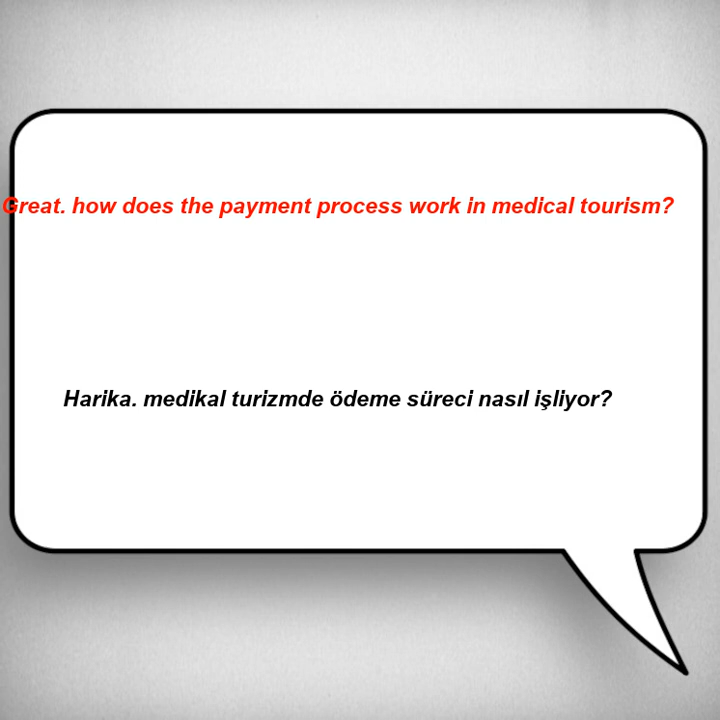 Great. how does the payment process work in medical tourism?
Harika. medikal turizmde ödeme süreci nasıl işliyor?